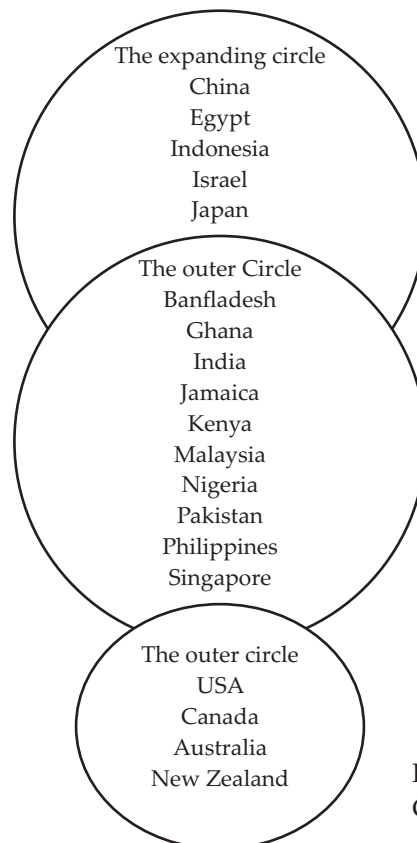 The expanding circle
China
Egypt
Indonesia
Israel
Japan
The outer Circle
Banfladesh
Ghana
India
Jamaica
Kenya
Malaysia
Nigeria
Pakistan
Philippines
Singapore
The outer circle
USA
Canada
Australia
New Zealand